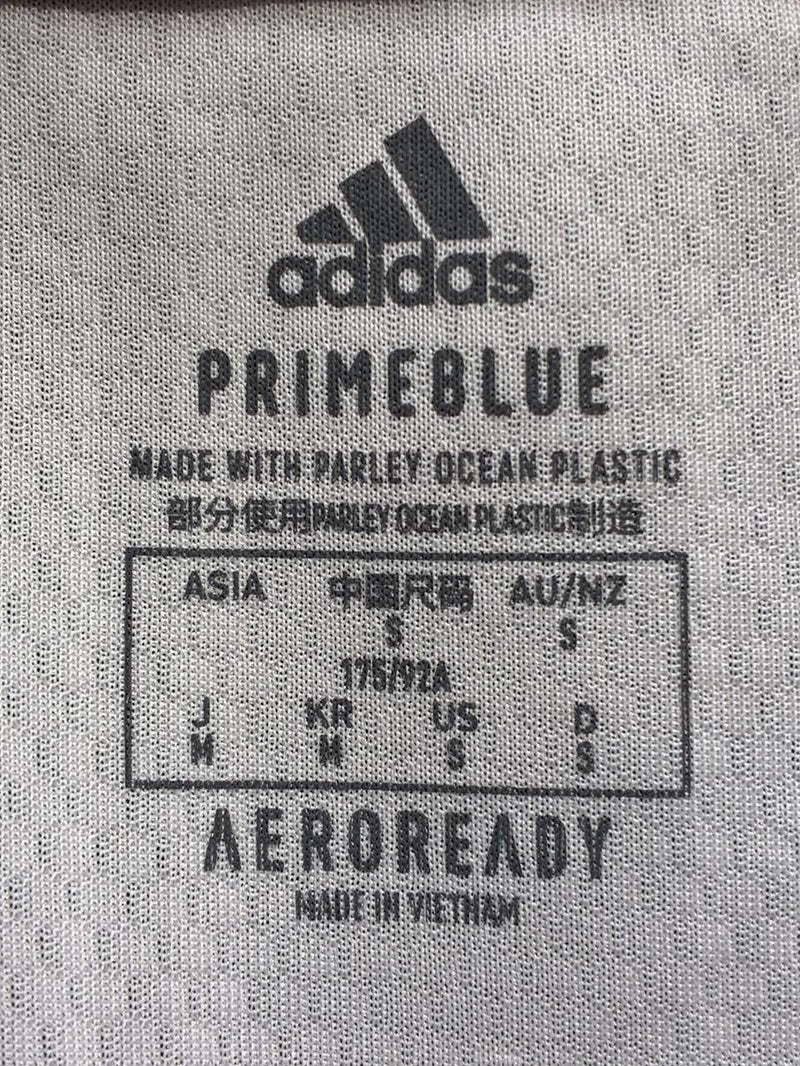 adidas
PRIMEBLUE
MADE WITH PARLEY OCEAN PLASTIC
部分使用PARLEY OCEAN PLASTIC制造
ASIA 中国尺码 AU/NZ
S S
175/92A
J KR US D
M M S S
AEROREADY
MADE IN VIETNAM